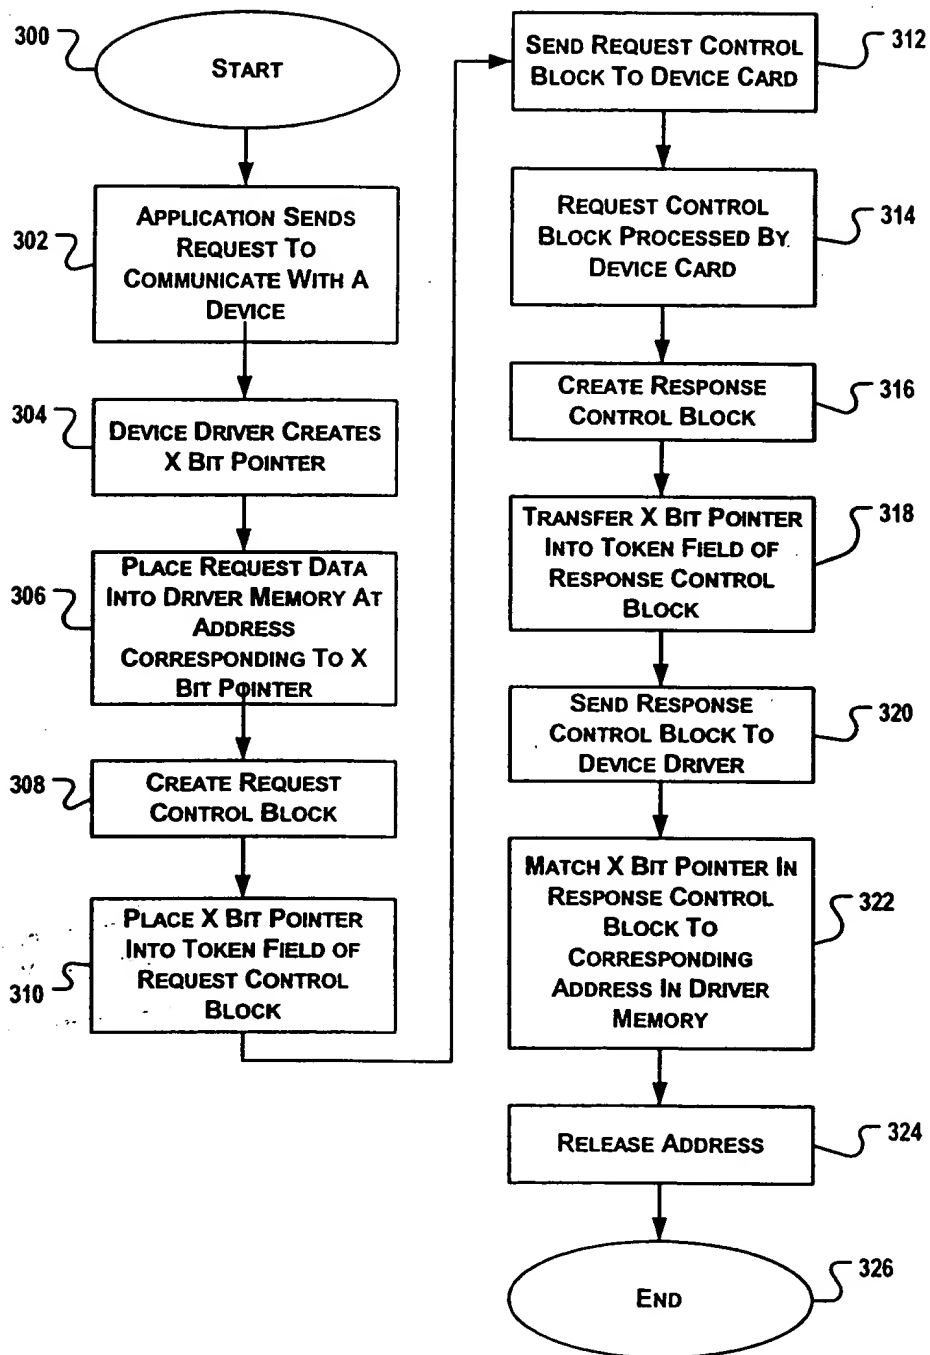 300
START
302
APPLICATION SENDS
REQUEST TO
COMMUNICATE WITH A
DEVICE
304
DEVICE DRIVER CREATES
X BIT POINTER
306
PLACE REQUEST DATA
INTO DRIVER MEMORY AT
ADDRESS
CORRESPONDING TO X
BIT POINTER
308
CREATE REQUEST
CONTROL BLOCK
310
PLACE X BIT POINTER
INTO TOKEN FIELD OF
REQUEST CONTROL
BLOCK
312
SEND REQUEST CONTROL
BLOCK TO DEVICE CARD
314
REQUEST CONTROL
BLOCK PROCESSED BY
DEVICE CARD
316
CREATE RESPONSE
CONTROL BLOCK
318
TRANSFER X BIT POINTER
INTO TOKEN FIELD OF
RESPONSE CONTROL
BLOCK
320
SEND RESPONSE
CONTROL BLOCK TO
DEVICE DRIVER
322
MATCH X BIT POINTER IN
RESPONSE CONTROL
BLOCK TO
CORRESPONDING
ADDRESS IN DRIVER
MEMORY
324
RELEASE ADDRESS
326
END